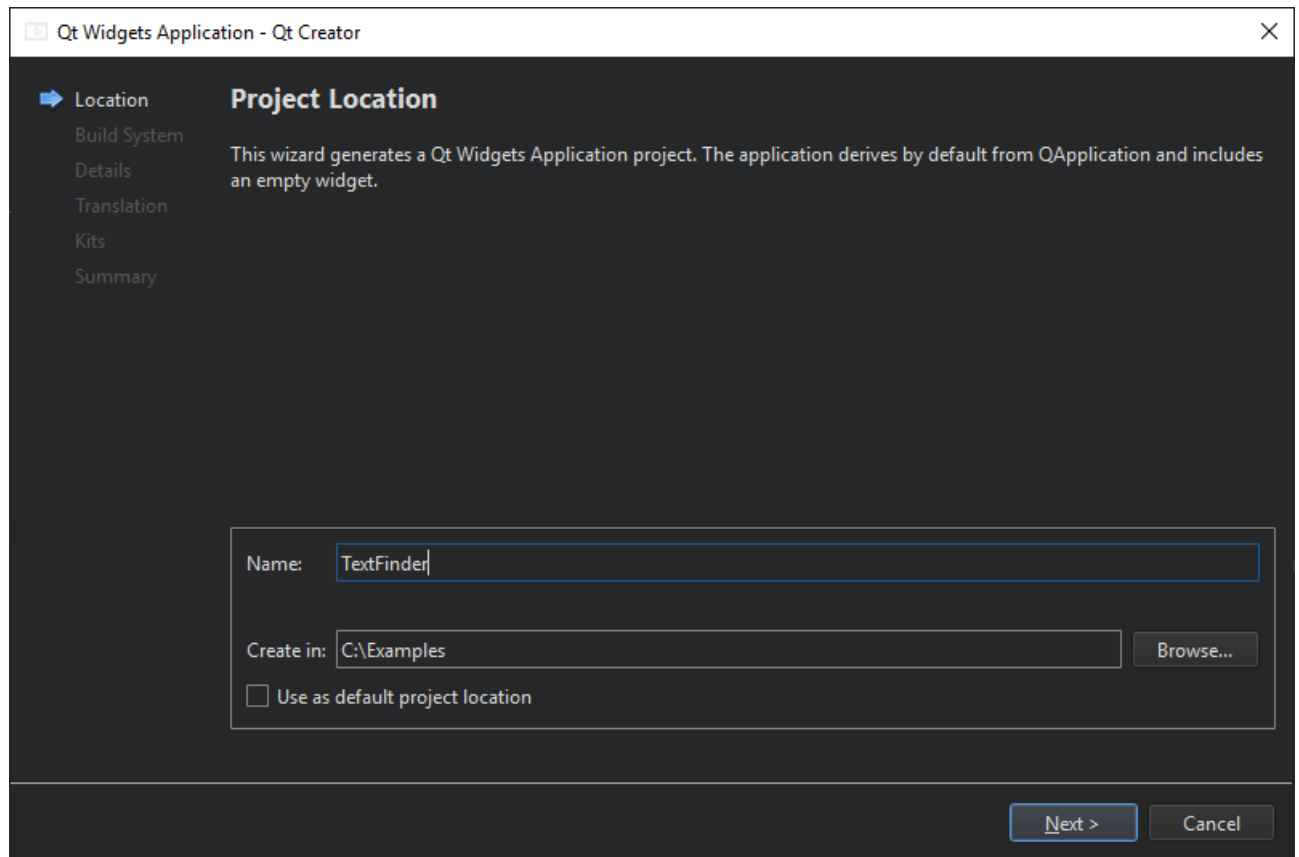 Qt Widgets Application - Qt Creator
Location
Build System
Details
Translation
Kits
Summary
Project Location
This wizard generates a Qt Widgets Application project. The application derives by default from QApplication and includes
an empty widget.
Name: TextFinder
Create in: C:\Examples Browse...
Use as default project location
Next > Cancel